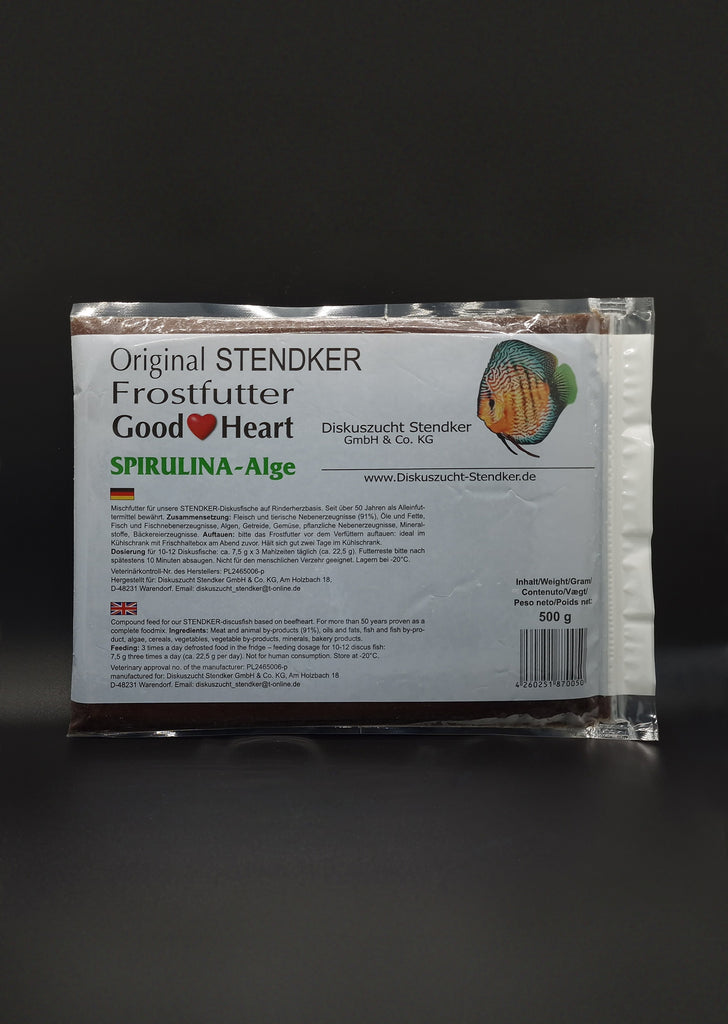 Original STENDKER
Frostfutter
Good Heart
SPIRULINA-Alge
Diskuszucht Stendker
GmbH & Co. KG
www.Diskuszucht-Stendker.de
Mischfutter für unsere STENDKER-Diskusfische auf Rinderherzbasis. Seit über 50 Jahren als Alleinfut-
termittel bewährt. Zusammensetzung: Fleisch und tierische Nebenerzeugnisse (91%), Öle und Fette,
Fisch und Fischnebenerzeugnisse, Algen, Getreide, Gemüse, pflanzliche Nebenerzeugnisse, Mineral-
stoffe, Bäckereierzeugnisse. Auftauen: bitte das Frostfutter vor dem Verfüttern auftauen: ideal im
Kühlschrank mit Frischhaltebox am Abend zuvor. Hält sich gut zwei Tage im Kühlschrank.
Dosierung für 10-12 Diskusfische: ca. 7,5 g x 3 Mahlzeiten täglich (ca. 22,5 g). Futterreste bitte nach
spätestens 10 Minuten absaugen. Nicht für den menschlichen Verzehr geeignet. Lagern bei -20°C.
Veterinärkontroll-Nr. des Herstellers: PL2465006-p
Hergestellt für: Diskuszucht Stendker GmbH & Co. KG, Am Holzbach 18,
D-48231 Warendorf. Email: diskuszucht_stendker@t-online.de
Compound feed for our STENDKER-discusfish based on beefheart. For more than 50 years proven as a
complete foodmix. Ingredients: Meat and animal by-products (91%), oils and fats, fish and fish by-pro-
duct, algae, cereals, vegetables, vegetable by-products, minerals, bakery products.
Feeding: 3 times a day defrosted food in the fridge – feeding dosage for 10-12 discus fish:
7,5 g three times a day (ca. 22,5 g per day). Not for human consumption. Store at -20°C.
Veterinary approval no. of the manufacturer: PL2465006-p
manufactured for: Diskuszucht Stendker GmbH & Co. KG, Am Holzbach 18
D-48231 Warendorf. Email: diskuszucht_stendker@t-online.de
Inhalt/Weight/Gram/
Contenuto/Vægt/
Peso neto/Poids net:
500 g
4 260251 870050